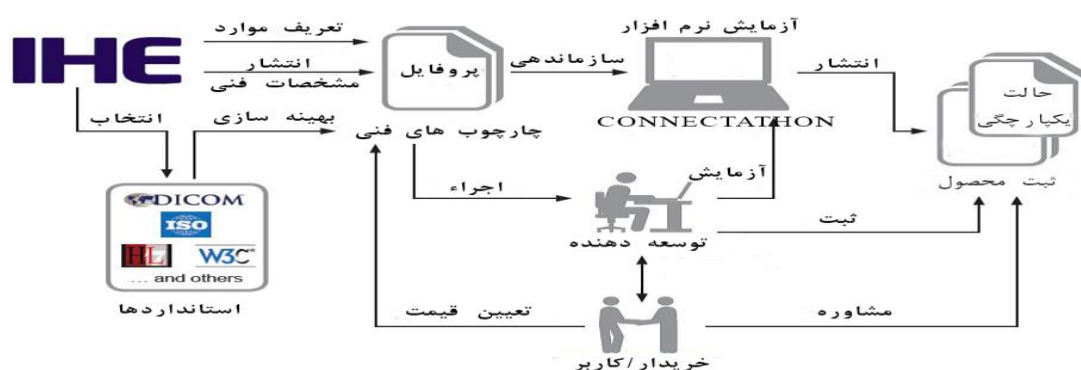 IHE
تعریف موارد
انتشار
مشخصات فنی
انتخاب
بهینه سازی
پروفایل
چارچوب های فنی
سازماندهی
آزمایش نرم افزار
CONNECTATHON
انتشار
حالت
یکپارچگی
ثبت محصول
اجراء
آزمایش
توسعه دهنده
ثبت
DICOM
ISO
HL
W3C
... and others
استانداردها
تعیین قیمت
مشاوره
خریدار/کاربر